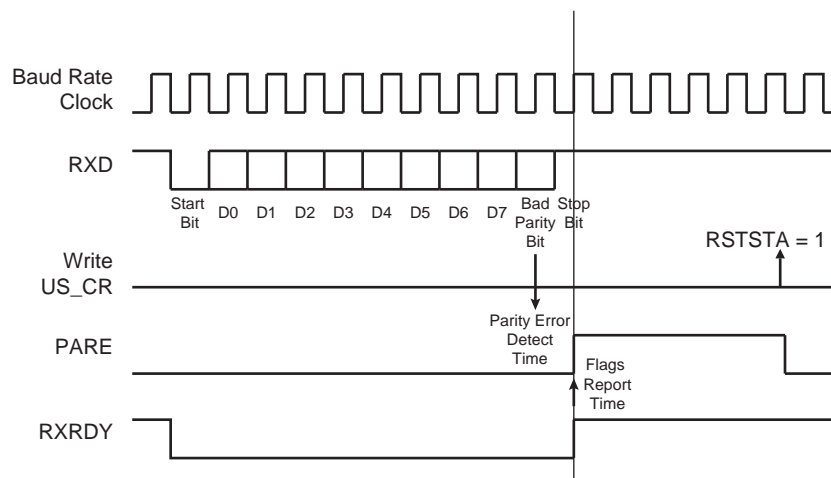 Baud Rate
Clock
RXD
Start
Bit
D0 D1 D2 D3 D4 D5 D6 D7
Bad
Parity
Bit
Stop
Bit
RSTSTA = 1
Write
US_CR
Parity Error
Detect
Time
PARE
Flags
Report
Time
RXRDY